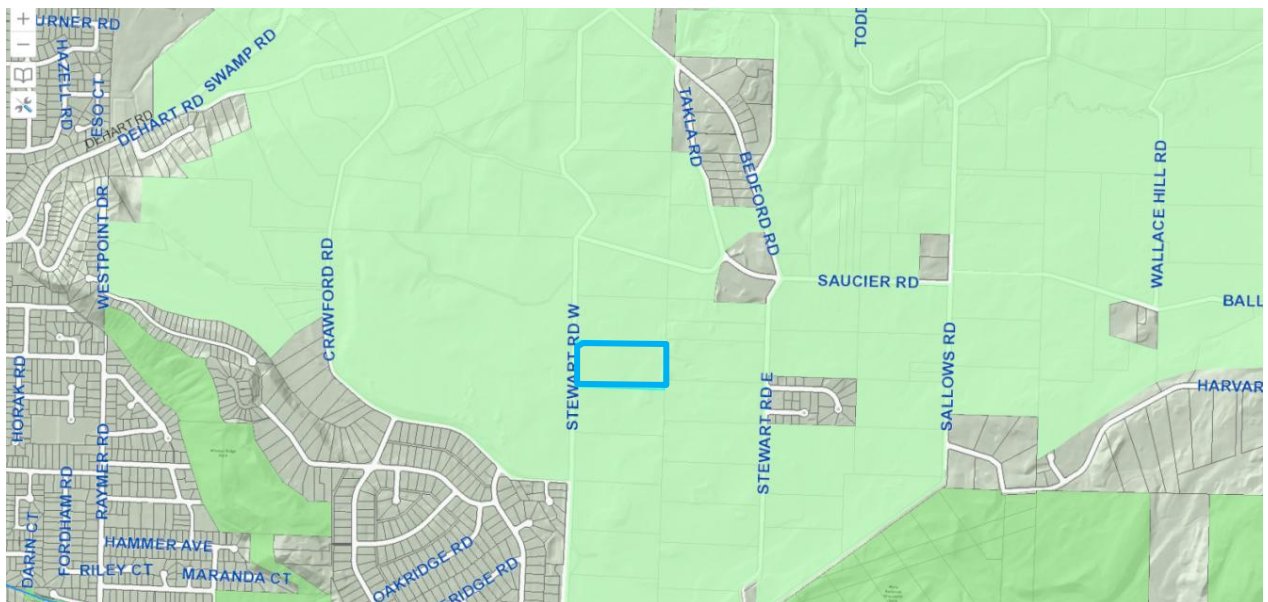 URNER RD
HAZELL RD
ESO CT
DEHART RD
DEHART RD
SWAMP RD
TODD
TAKLA RD
BEDFORD RD
WALLACE HILL RD
WESTPOINT DR
CRAWFORD RD
SAUCIER RD
BALL
STEWART RD W
SALLOWS RD
STEWART RD E
HARVAR
HORAK RD
RAYMER RD
FORDHAM RD
DARIN CT
HAMMER AVE
RILEY CT
MARANDA CT
OAKRIDGE RD
RIDGE RD